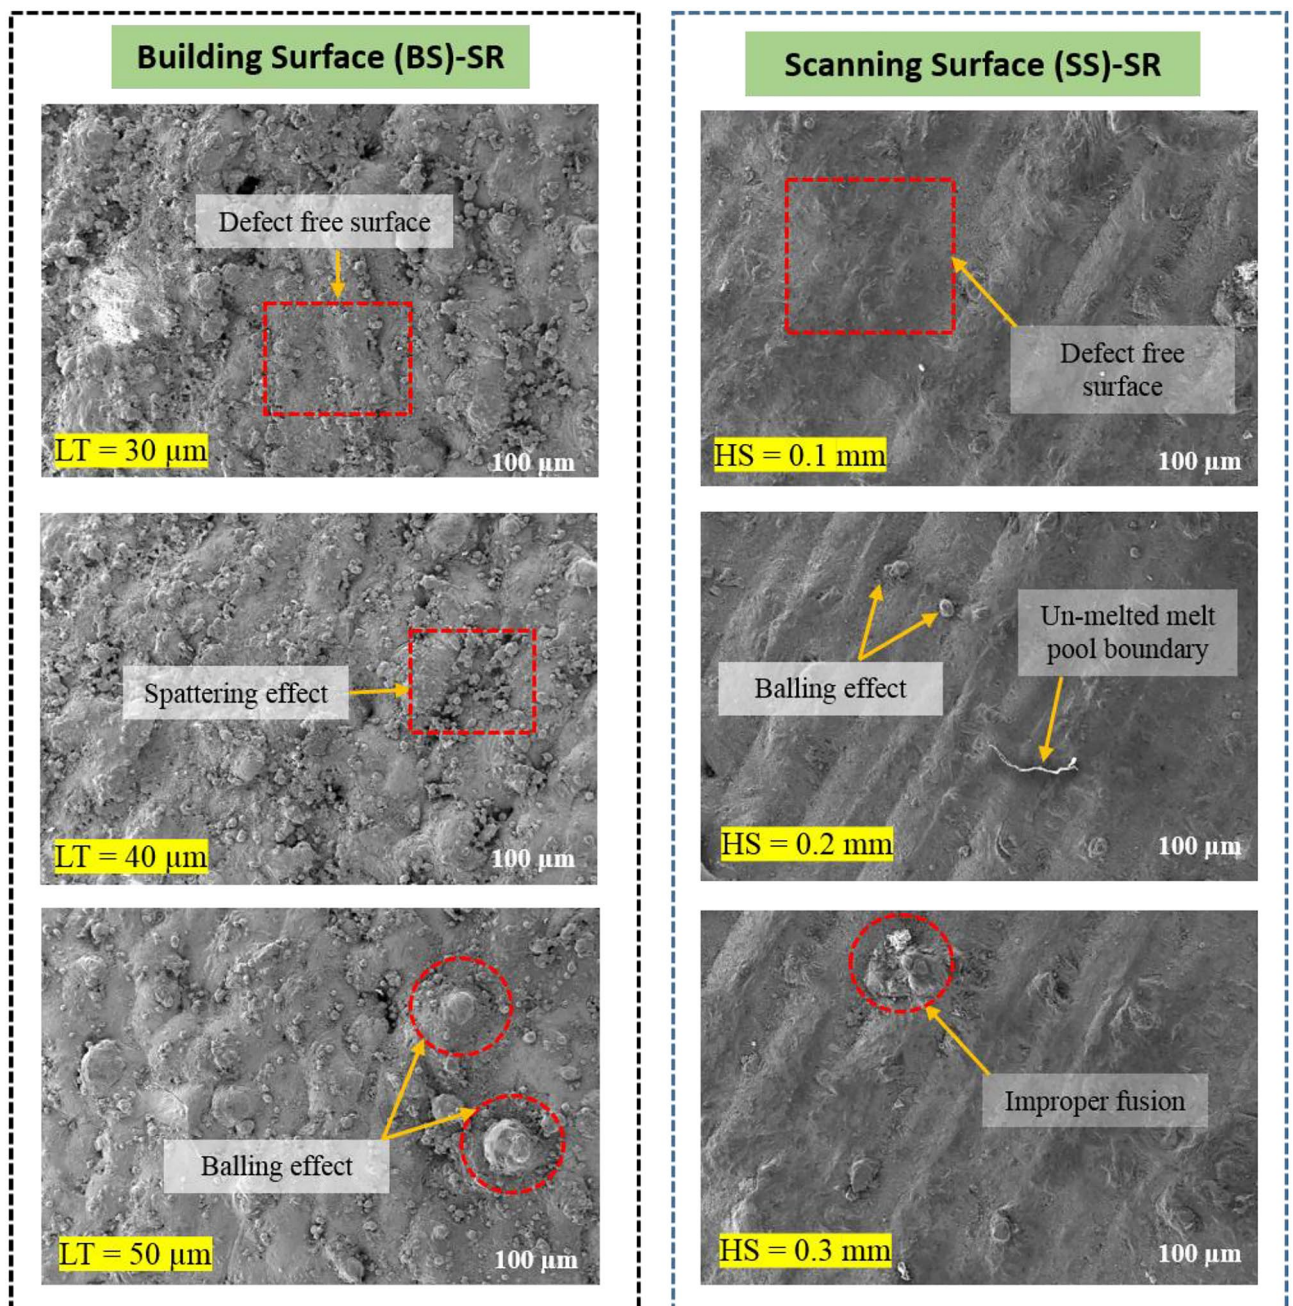 Building Surface (BS)-SR
Defect free surface
LT = 30 µm
100 µm
Spattering effect
LT = 40 µm
100 µm
Balling effect
LT = 50 µm
100 µm
Scanning Surface (SS)-SR
Defect free
surface
HS = 0.1 mm
100 µm
Un-melted melt
pool boundary
Balling effect
HS = 0.2 mm
100 µm
Improper fusion
HS = 0.3 mm
100 µm